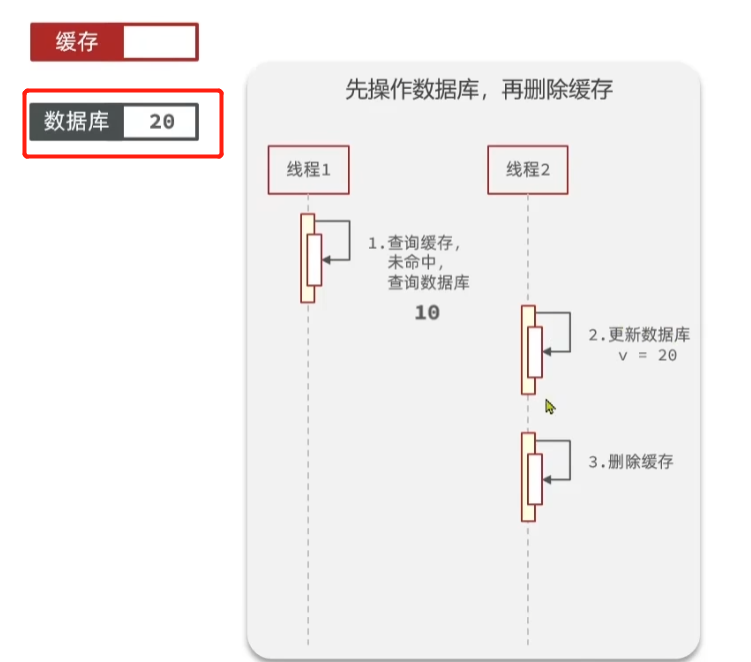 缓存
数据库 20
先操作数据库，再删除缓存
线程1
线程2
1.查询缓存，
未命中，
查询数据库
10
2.更新数据库
v = 20
3.删除缓存